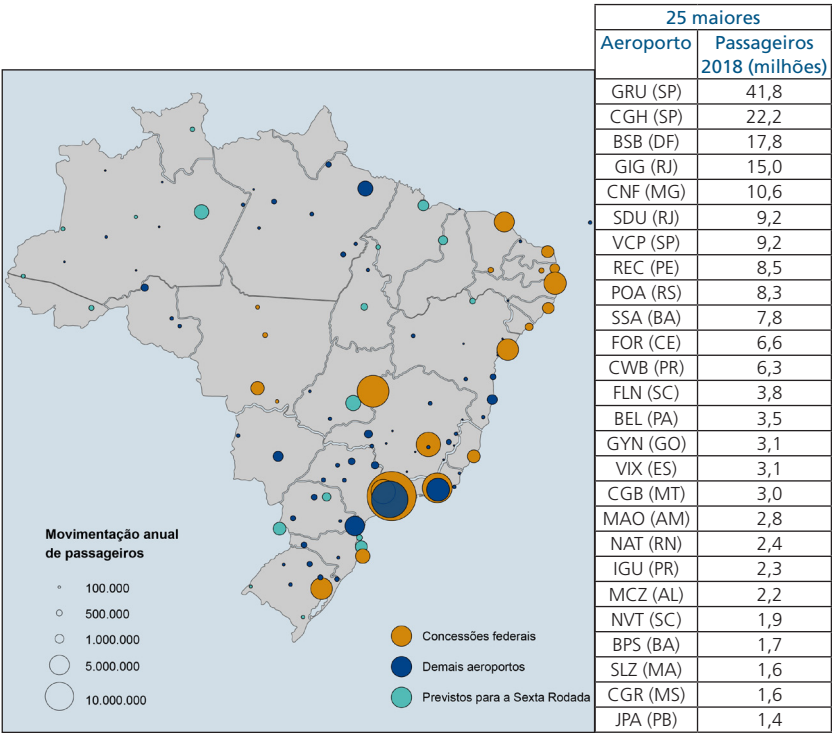 25 maiores
Aeroporto Passageiros
2018 (milhões)
GRU (SP) 41,8
CGH (SP) 22,2
BSB (DF) 17,8
GIG (RJ) 15,0
CNF (MG) 10,6
SDU (RJ) 9,2
VCP (SP) 9,2
REC (PE) 8,5
POA (RS) 8,3
SSA (BA) 7,8
FOR (CE) 6,6
CWB (PR) 6,3
FLN (SC) 3,8
BEL (PA) 3,5
GYN (GO) 3,1
VIX (ES) 3,1
CGB (MT) 3,0
MAO (AM) 2,8
NAT (RN) 2,4
IGU (PR) 2,3
MCZ (AL) 2,2
NVT (SC) 1,9
BPS (BA) 1,7
SLZ (MA) 1,6
CGR (MS) 1,6
JPA (PB) 1,4
Movimentação anual
de passageiros
100.000
500.000
1.000.000
5.000.000
10.000.000
Concessões federais
Demais aeroportos
Previstos para a Sexta Rodada